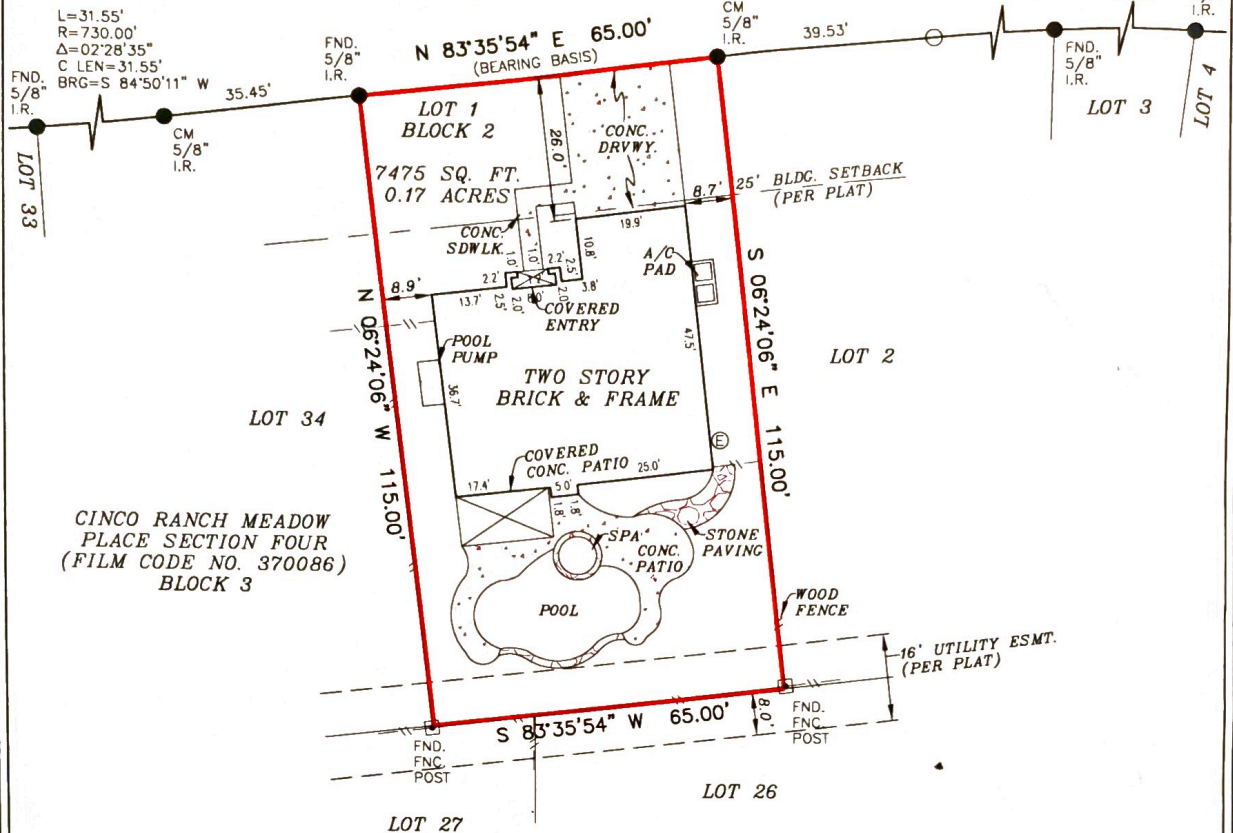 L=31.55'
R=730.00'
Δ=02°28'35"
C LEN=31.55'
BRG=S 84°50'11" W
FND.
5/8"
I.R.
35.45'
CM
5/8"
I.R.
LOT 33
FND.
5/8"
I.R.
N 83°35'54" E 65.00'
(BEARING BASIS)
CM
5/8"
I.R.
39.53'
FND.
5/8"
I.R.
LOT 3
I.R.
LOT 4
LOT 1
BLOCK 2
7475 SQ. FT.
0.17 ACRES
26.0'
CONC.
DRVWY.
8.7'
25' BLDG. SETBACK
(PER PLAT)
19.9'
CONC.
SDWLK.
1.0'
1.0'
10.8'
2.2'
2.2'
2.5'
3.8'
A/C
PAD
8.9'
13.7'
2.5'
2.0'
2.0'
COVERED
ENTRY
N 06°24'06" W 115.00'
S 06°24'06" E 115.00'
POOL
PUMP
36.7'
47.5'
TWO STORY
BRICK & FRAME
LOT 2
LOT 34
E
COVERED
CONC. PATIO
17.4'
5.0'
25.0'
1.8'
1.8'
SPA
CONC.
PATIO
STONE
PAVING
CINCO RANCH MEADOW
PLACE SECTION FOUR
(FILM CODE NO. 370086)
BLOCK 3
POOL
WOOD
FENCE
16' UTILITY ESMT.
(PER PLAT)
S 83°35'54" W 65.00'
8.0'
FND.
FNC.
POST
FND.
FNC.
POST
LOT 26
LOT 27